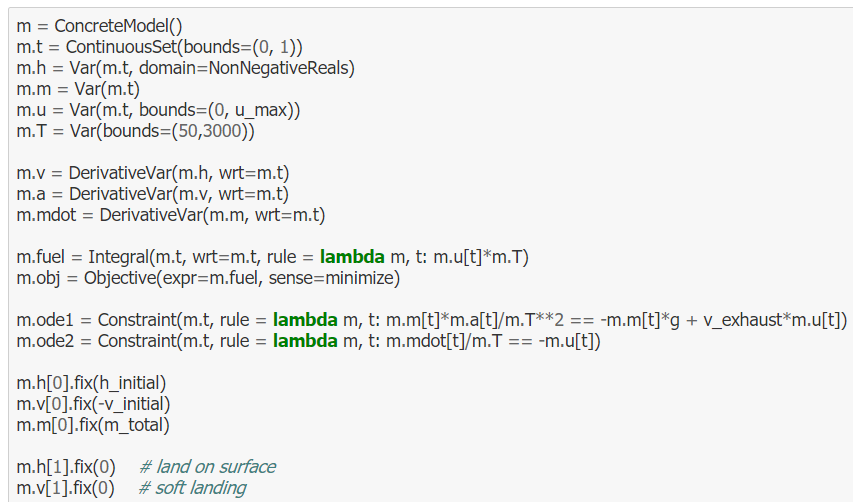 m = ConcreteModel()
m.t = ContinuousSet(bounds=(0, 1))
m.h = Var(m.t, domain=NonNegativeReals)
m.m = Var(m.t)
m.u = Var(m.t, bounds=(0, u_max))
m.T = Var(bounds=(50,3000))
m.v = DerivativeVar(m.h, wrt=m.t)
m.a = DerivativeVar(m.v, wrt=m.t)
m.mdot = DerivativeVar(m.m, wrt=m.t)
m.fuel = Integral(m.t, wrt=m.t, rule = lambda m, t: m.u[t]*m.T)
m.obj = Objective(expr=m.fuel, sense=minimize)
m.ode1 = Constraint(m.t, rule = lambda m, t: m.m[t]*m.a[t]/m.T**2 == -m.m[t]*g + v_exhaust*m.u[t])
m.ode2 = Constraint(m.t, rule = lambda m, t: m.mdot[t]/m.T == -m.u[t])
m.h[0].fix(h_initial)
m.v[0].fix(-v_initial)
m.m[0].fix(m_total)
m.h[1].fix(0) # land on surface
m.v[1].fix(0) # soft landing